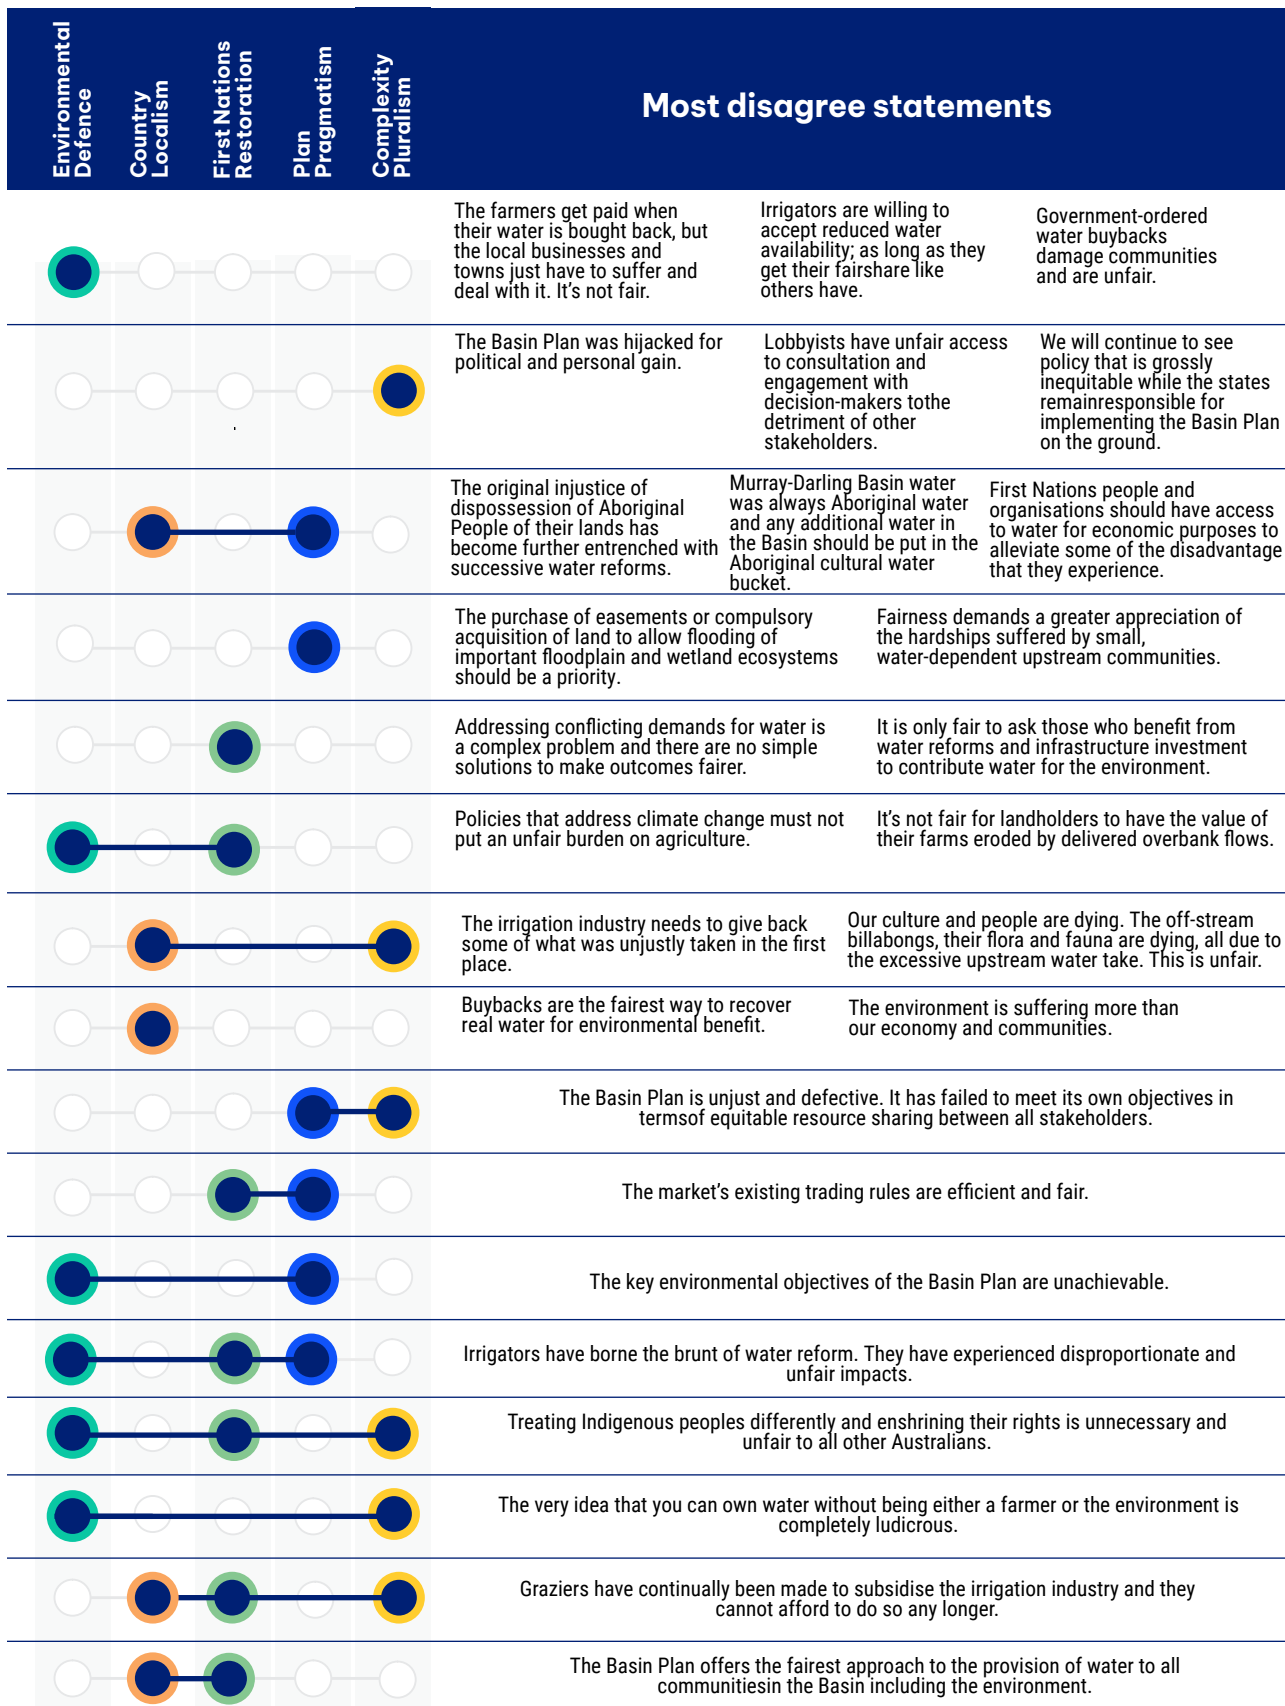 Environmental
Defence
Country
Localism
First Nations
Restoration
Plan
Pragmatism
Complexity
Pluralism
Most disagree statements
The farmers get paid when
their water is bought back, but
the local businesses and
towns just have to suffer and
deal with it. It's not fair.
Irrigators are willing to
accept reduced water
availability; as long as they
get their fairshare like
others have.
Government-ordered
water buybacks
damage communities
and are unfair.
The Basin Plan was hijacked for
political and personal gain.
Lobbyists have unfair access
to consultation and
engagement with
decision-makers tothe
detriment of other
stakeholders.
We will continue to see
policy that is grossly
inequitable while the states
remainresponsible for
implementing the Basin Plan
on the ground.
The original injustice of
dispossession of Aboriginal
People of their lands has
become further entrenched with
successive water reforms.
Murray-Darling Basin water
was always Aboriginal water
and any additional water in
the Basin should be put in the
Aboriginal cultural water
bucket.
First Nations people and
organisations should have access
to water for economic purposes to
alleviate some of the disadvantage
that they experience.
The purchase of easements or compulsory
acquisition of land to allow flooding of
important floodplain and wetland ecosystems
should be a priority.
Fairness demands a greater appreciation of
the hardships suffered by small,
water-dependent upstream communities.
Addressing conflicting demands for water is
a complex problem and there are no simple
solutions to make outcomes fairer.
It is only fair to ask those who benefit from
water reforms and infrastructure investment
to contribute water for the environment.
Policies that address climate change must not
put an unfair burden on agriculture.
It's not fair for landholders to have the value of
their farms eroded by delivered overbank flows.
The irrigation industry needs to give back
some of what was unjustly taken in the first
place.
Our culture and people are dying. The off-stream
billabongs, their flora and fauna are dying, all due to
the excessive upstream water take. This is unfair.
Buybacks are the fairest way to recover
real water for environmental benefit.
The environment is suffering more than
our economy and communities.
The Basin Plan is unjust and defective. It has failed to meet its own objectives in
termsof equitable resource sharing between all stakeholders.
The market's existing trading rules are efficient and fair.
The key environmental objectives of the Basin Plan are unachievable.
Irrigators have borne the brunt of water reform. They have experienced disproportionate and
unfair impacts.
Treating Indigenous peoples differently and enshrining their rights is unnecessary and
unfair to all other Australians.
The very idea that you can own water without being either a farmer or the environment is
completely ludicrous.
Graziers have continually been made to subsidise the irrigation industry and they
cannot afford to do so any longer.
The Basin Plan offers the fairest approach to the provision of water to all
communitiesin the Basin including the environment.